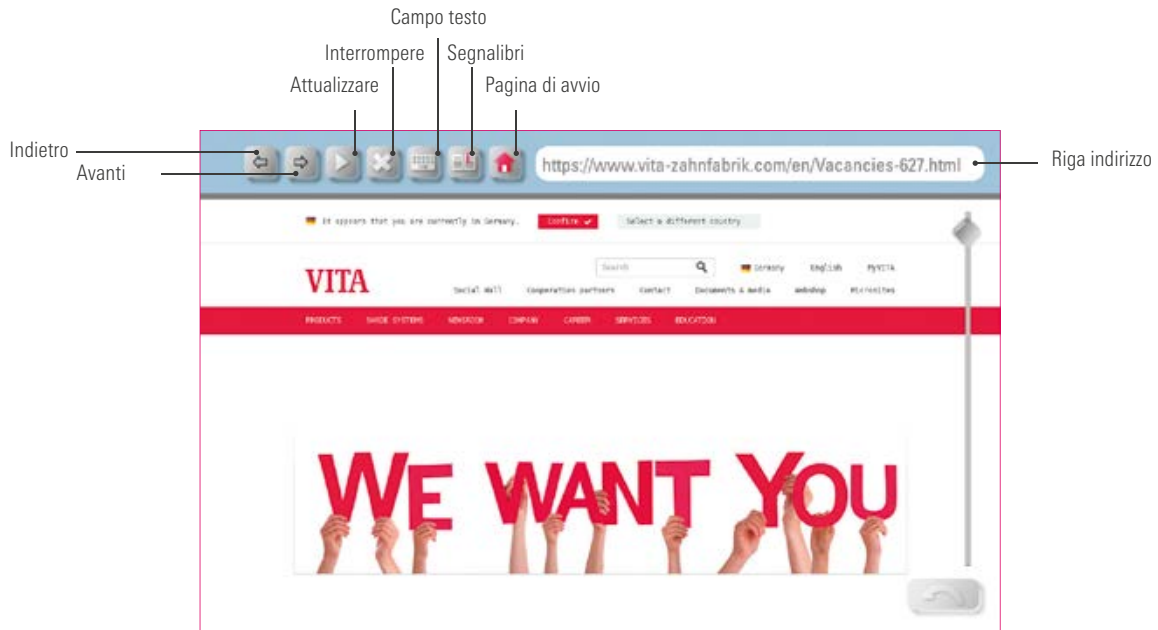 Campo testo
Interrompere
Segnalibri
Attualizzare
Pagina di avvio
Indietro
Avanti
https://www.vita-zahnfabrik.com/en/Vacancies-627.html
Riga indirizzo
It appears that you are currently in Germany.
Confirm
Select a different country
Search
Germany
English
MyVITA
VITA
Social Wall
Cooperation partners
Contact
Documents & media
Webshop
Microsites
PRODUCTS
SHADE SYSTEMS
NEWSROOM
COMPANY
CAREER
SERVICES
EDUCATION
WE WANT YOU